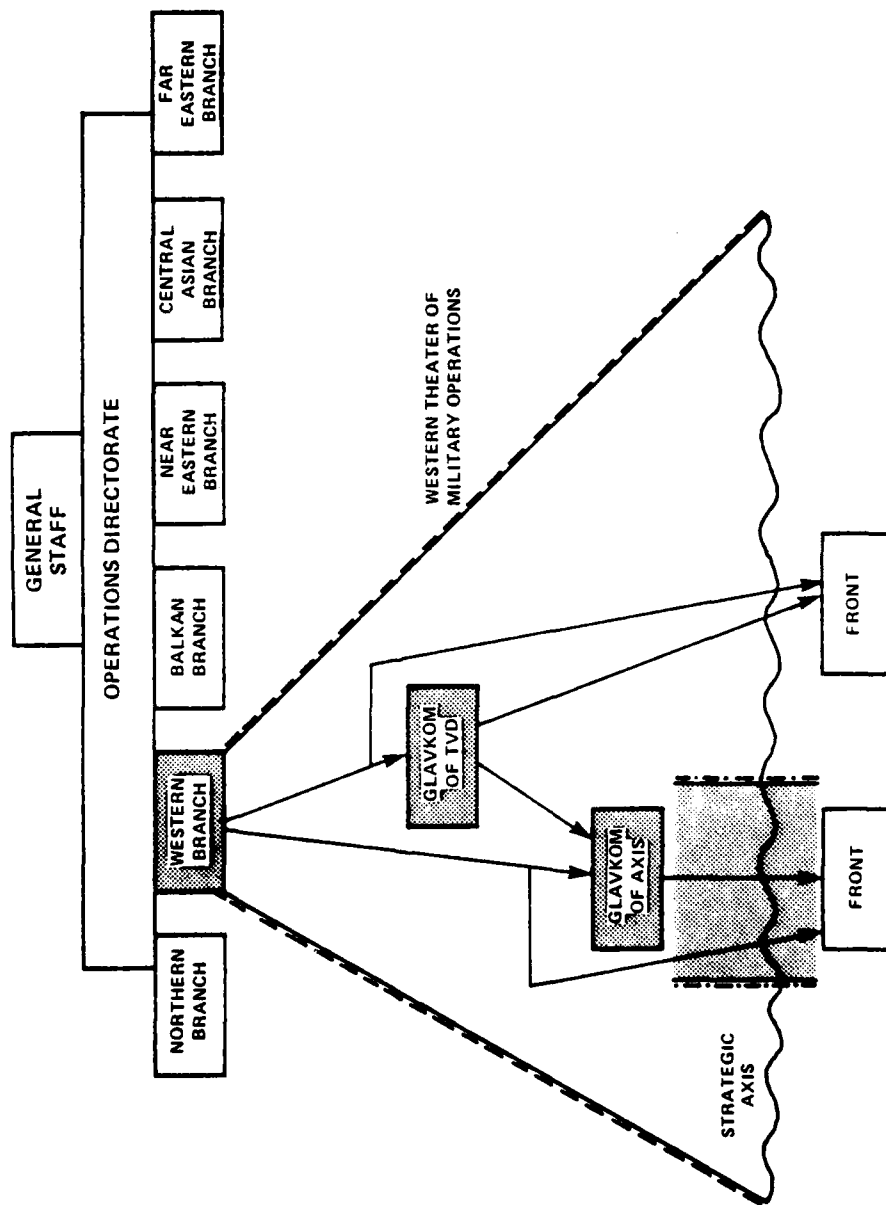 GENERAL
STAFF
OPERATIONS DIRECTORATE
NORTHERN
BRANCH
WESTERN
BRANCH
BALKAN
BRANCH
NEAR
EASTERN
BRANCH
CENTRAL
ASIAN
BRANCH
FAR
EASTERN
BRANCH
WESTERN THEATER OF
MILITARY OPERATIONS
GLAVKOM
OF TVD
GLAVKOM
OF AXIS
STRATEGIC
AXIS
FRONT
FRONT